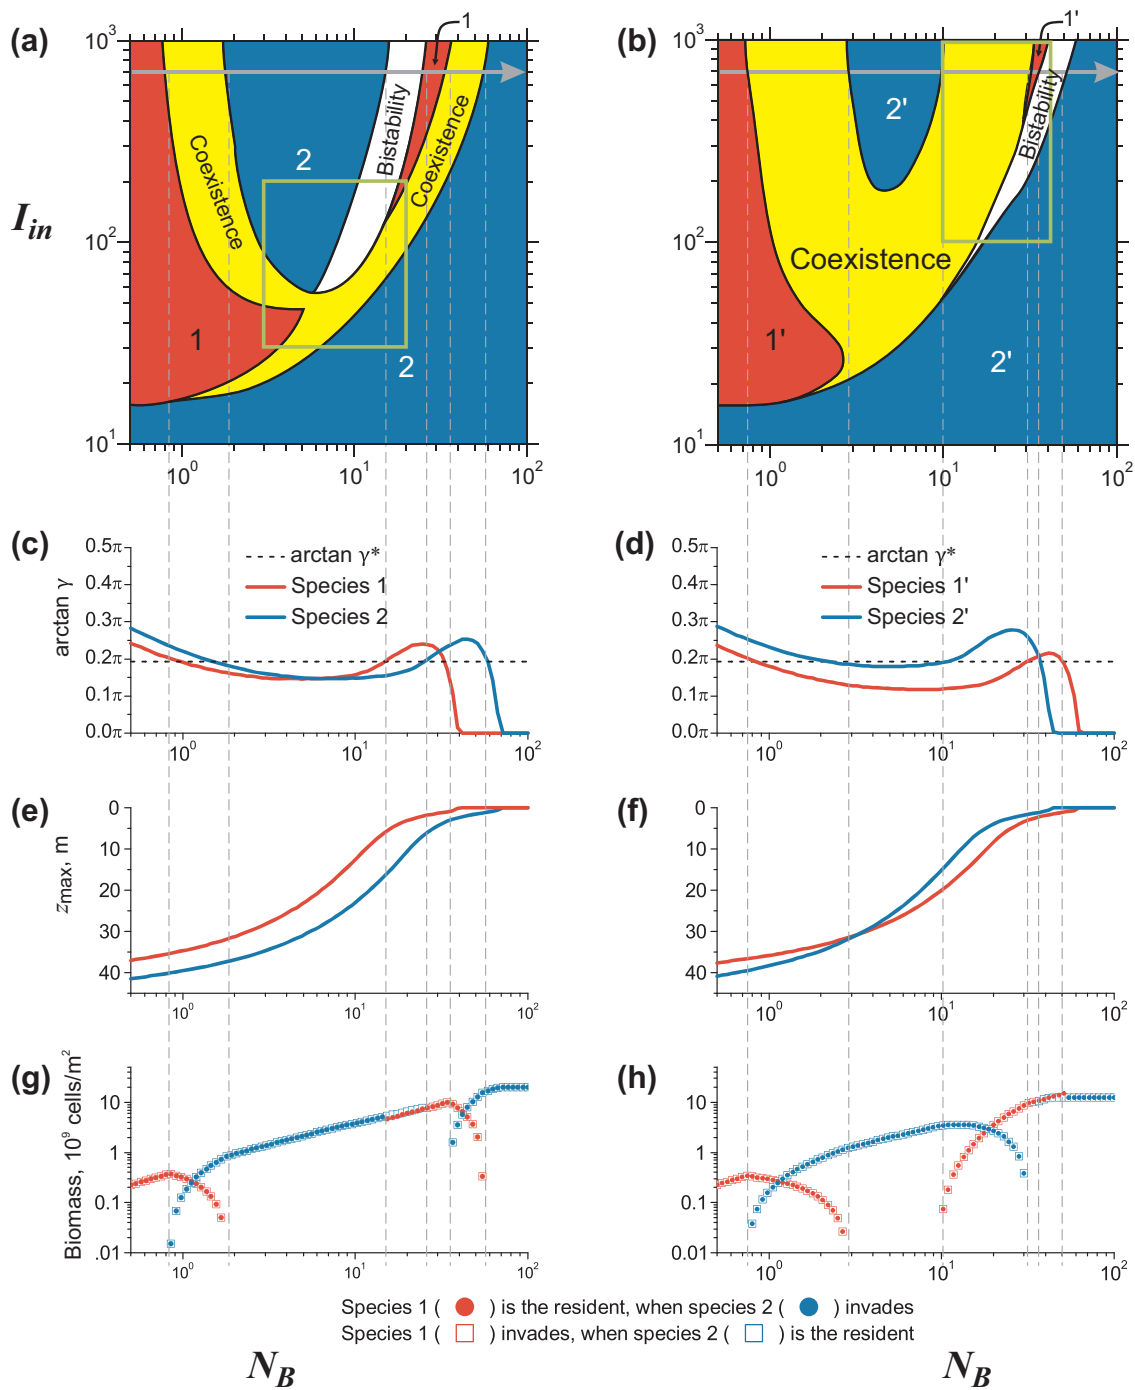 (a)
10³
10²
10¹
10⁰
10¹
10²
I_in
1
1
2
2
Coexistence
Bistability
Coexistence
(b)
10³
10²
10¹
10⁰
10¹
10²
1'
1'
2'
2'
Coexistence
Bistability
(c)
0.5π
0.4π
0.3π
0.2π
0.1π
0.0π
arctan γ
arctan γ*
Species 1
Species 2
10⁰
10¹
10²
(d)
0.5π
0.4π
0.3π
0.2π
0.1π
0.0π
arctan γ*
Species 1'
Species 2'
10⁰
10¹
10²
(e)
0
10
20
30
40
z_max, m
10⁰
10¹
10²
(f)
0
10
20
30
40
10⁰
10¹
10²
(g)
10
1
0.1
.01
Biomass, 10⁹ cells/m²
10⁰
10¹
10²
(h)
10
1
0.1
0.01
10⁰
10¹
10²
Species 1 ( ) is the resident, when species 2 ( ) invades
Species 1 ( ) invades, when species 2 ( ) is the resident
N_B
N_B